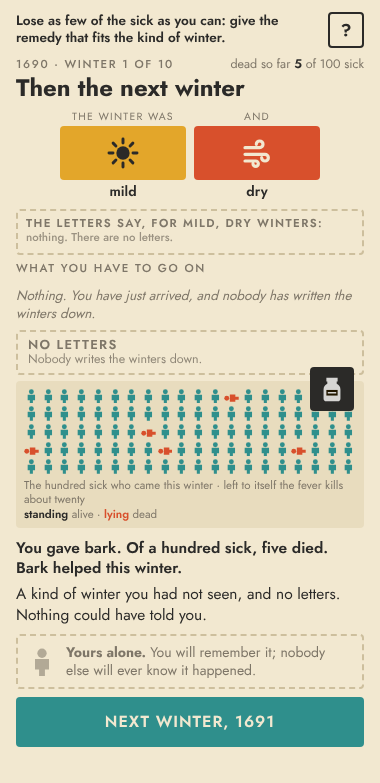 Lose as few of the sick as you can: give the
remedy that fits the kind of winter.
?
1690 · WINTER 1 OF 10
dead so far 5 of 100 sick
Then the next winter
THE WINTER WAS
AND
mild
dry
THE LETTERS SAY, FOR MILD, DRY WINTERS:
nothing. There are no letters.
WHAT YOU HAVE TO GO ON
Nothing. You have just arrived, and nobody has written the
winters down.
NO LETTERS
Nobody writes the winters down.
The hundred sick who came this winter · left to itself the fever kills
about twenty
standing alive · lying dead
You gave bark. Of a hundred sick, five died.
Bark helped this winter.
A kind of winter you had not seen, and no letters.
Nothing could have told you.
Yours alone. You will remember it; nobody
else will ever know it happened.
NEXT WINTER, 1691